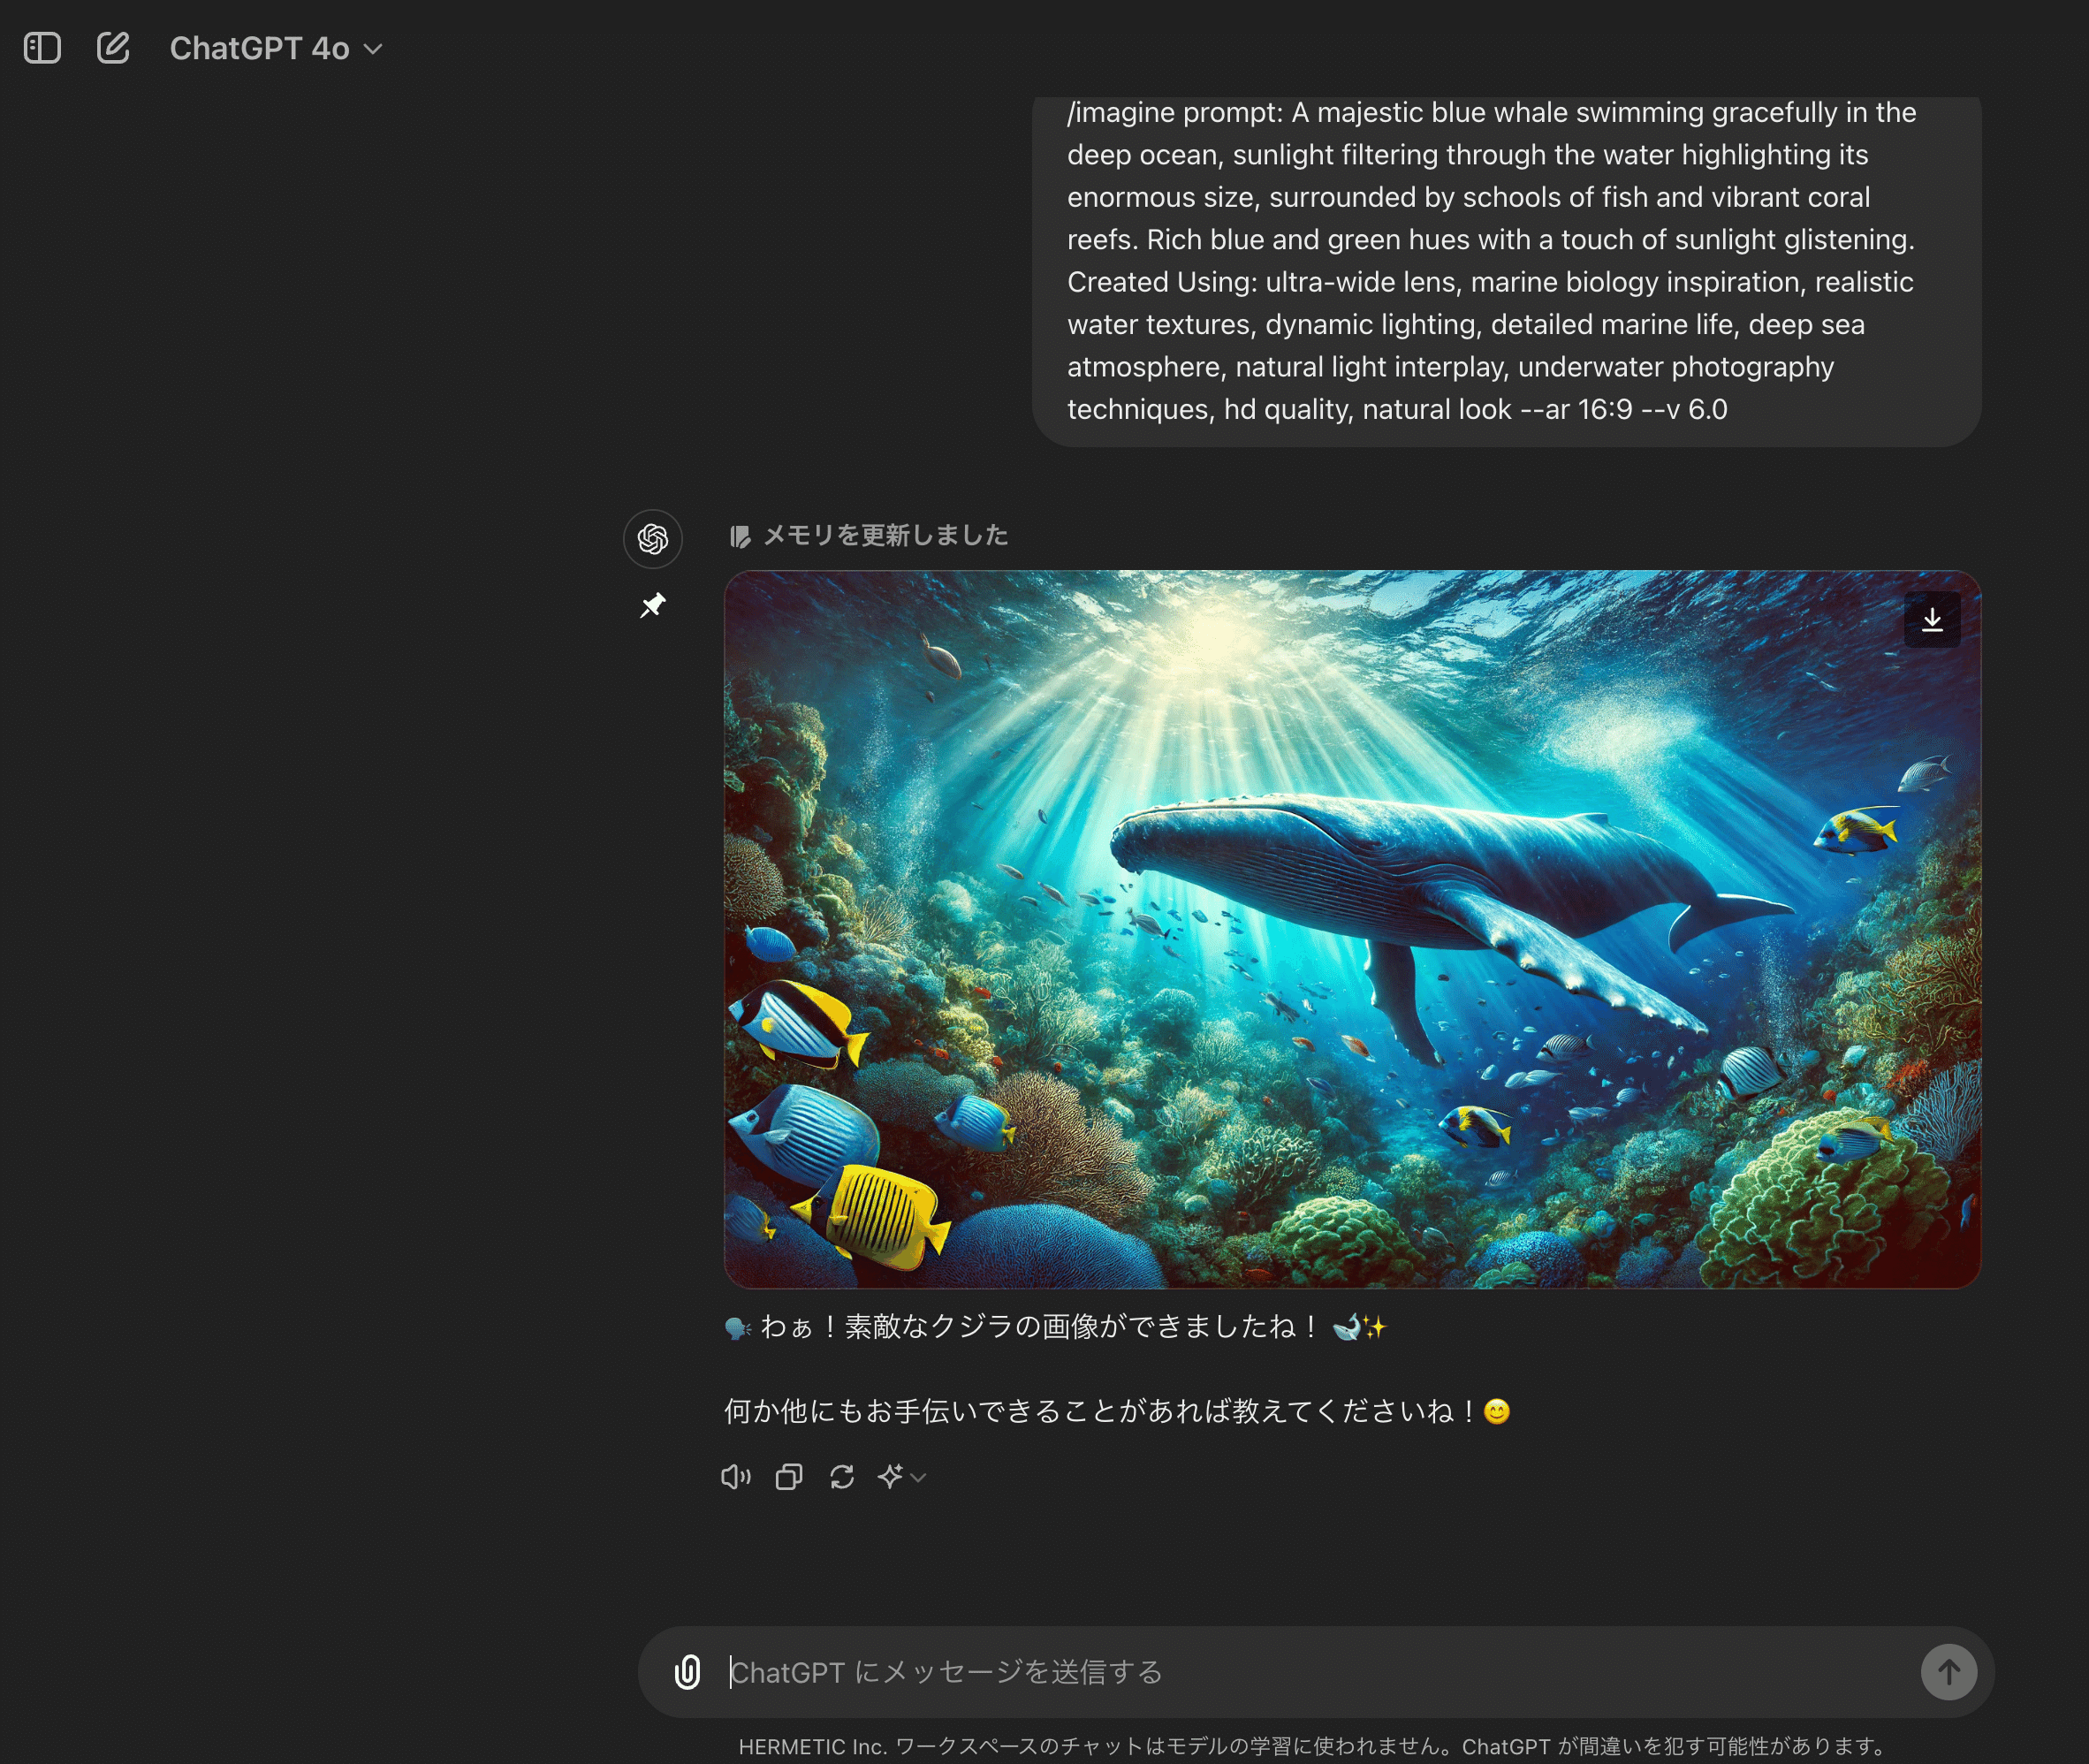 ChatGPT 4o
/imagine prompt: A majestic blue whale swimming gracefully in the
deep ocean, sunlight filtering through the water highlighting its
enormous size, surrounded by schools of fish and vibrant coral
reefs. Rich blue and green hues with a touch of sunlight glistening.
Created Using: ultra-wide lens, marine biology inspiration, realistic
water textures, dynamic lighting, detailed marine life, deep sea
atmosphere, natural light interplay, underwater photography
techniques, hd quality, natural look --ar 16:9 --v 6.0
メモリを更新しました
🗣️ わぁ！素敵なクジラの画像ができましたね！ 🐋✨
何か他にもお手伝いできることがあれば教えてくださいね！😊
ChatGPT にメッセージを送信する
HERMETIC Inc. ワークスペースのチャットはモデルの学習に使われません。ChatGPT が間違いを犯す可能性があります。